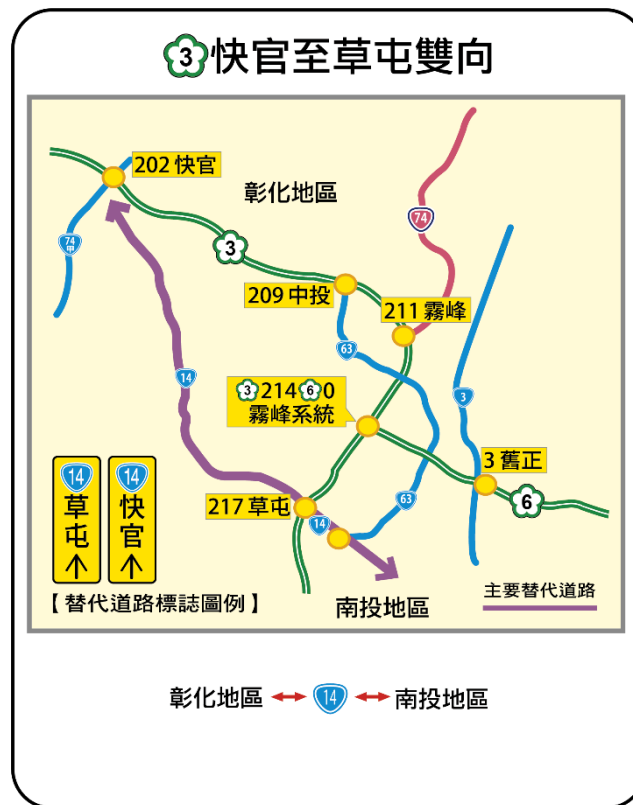 3 快官至草屯雙向
202 快官
彰化地區
74甲
3
74
209 中投
211 霧峰
63
14
3 214 6 0
霧峰系統
3
3 舊正
14 草屯 ↑
14 快官 ↑
217 草屯
14
63
6
【替代道路標誌圖例】
南投地區
主要替代道路
彰化地區 ↔ 14 ↔ 南投地區